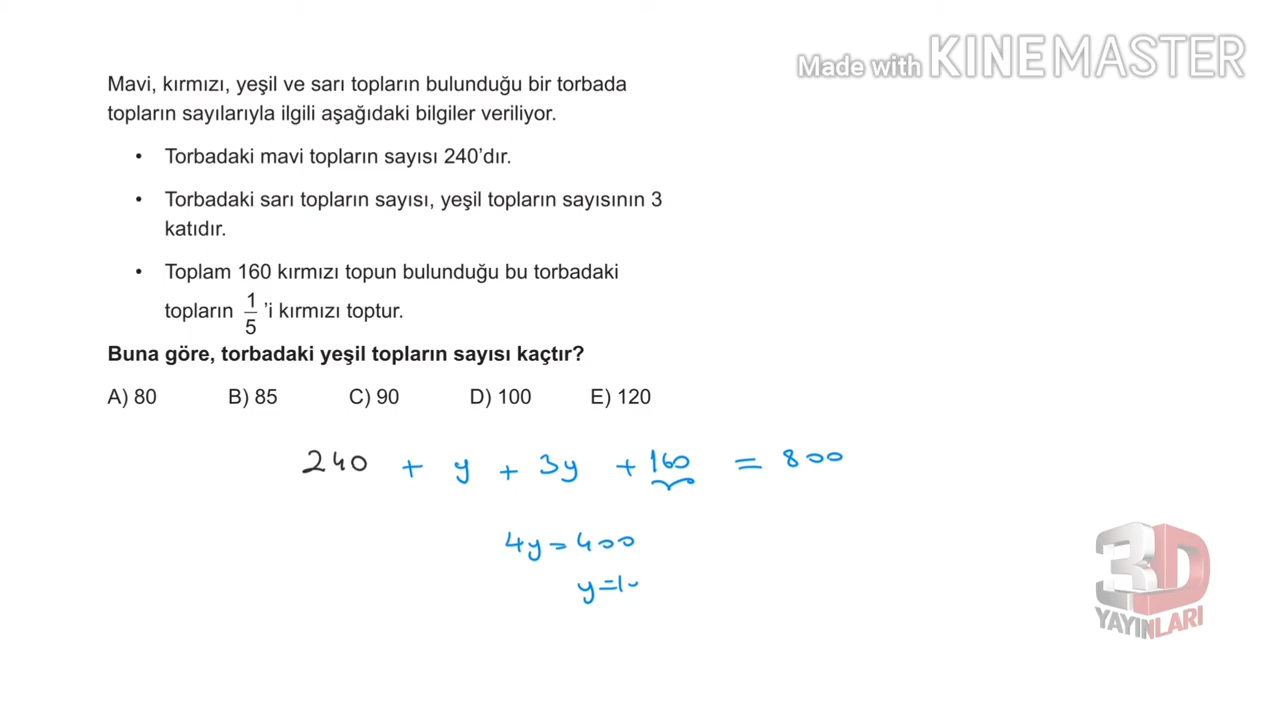 Made with KINEMASTER
Mavi, kırmızı, yeşil ve sarı topların bulunduğu bir torbada
topların sayılarıyla ilgili aşağıdaki bilgiler veriliyor.
• Torbadaki mavi topların sayısı 240'dır.
• Torbadaki sarı topların sayısı, yeşil topların sayısının 3
katıdır.
• Toplam 160 kırmızı topun bulunduğu bu torbadaki
topların 1/5 'i kırmızı toptur.
Buna göre, torbadaki yeşil topların sayısı kaçtır?
A) 80 B) 85 C) 90 D) 100 E) 120
240 + y + 3y + 160 = 800
4y = 400
y = 1
3D
YAYINLARI